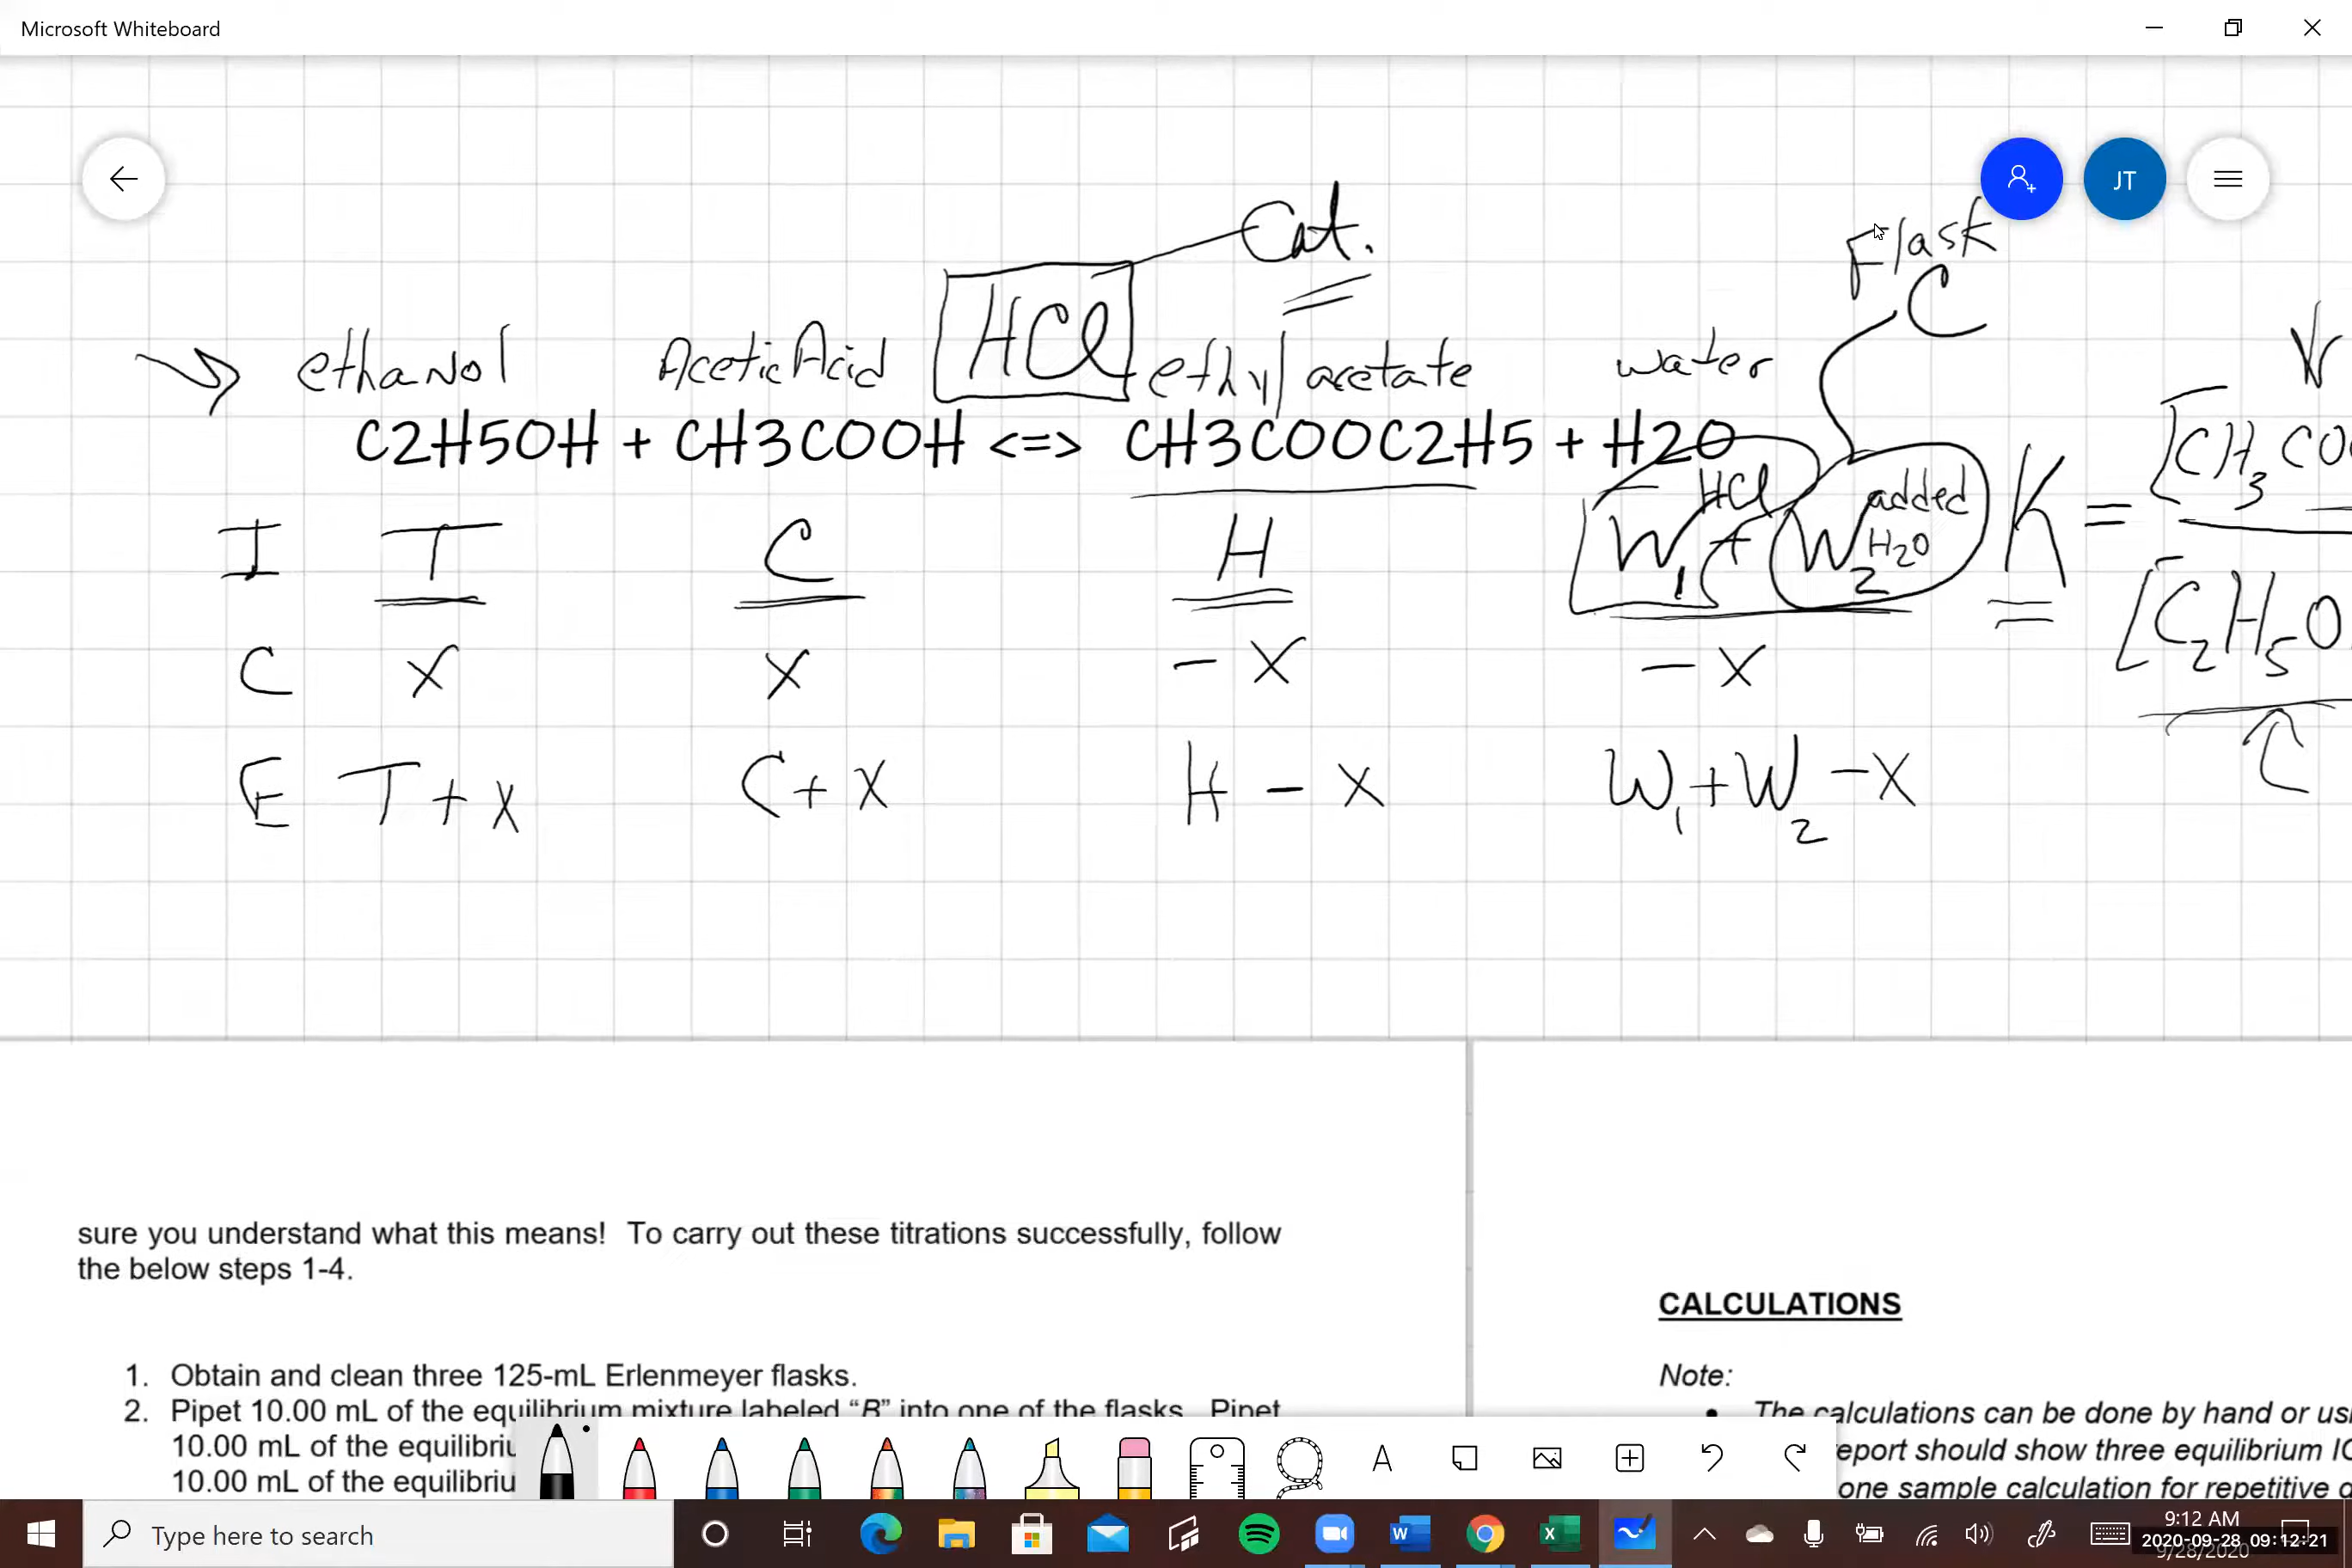 Microsoft Whiteboard
JT
Cat.
Flask
C
HCl
ethanol Acetic Acid ethyl acetate water
C2H5OH + CH3COOH <=> CH3COOC2H5 + H2O
[CH3CO
K =
[C2H5O
C
I T C H W1 HCl + W2 added H2O
C X X - X - X
E T + X C + X H - X W1 + W2 - X
sure you understand what this means! To carry out these titrations successfully, follow
the below steps 1-4.
1. Obtain and clean three 125-mL Erlenmeyer flasks.
2. Pipet 10.00 mL of the equilibrium mixture labeled "B" into one of the flasks. Pipet
10.00 mL of the equilibriu
10.00 mL of the equilibriu
CALCULATIONS
Note:
• The calculations can be done by hand or usi
eport should show three equilibrium IC
one sample calculation for repetitive
A
Type here to search
9:12 AM
2020-09-28 09:12:21
9/28/2020